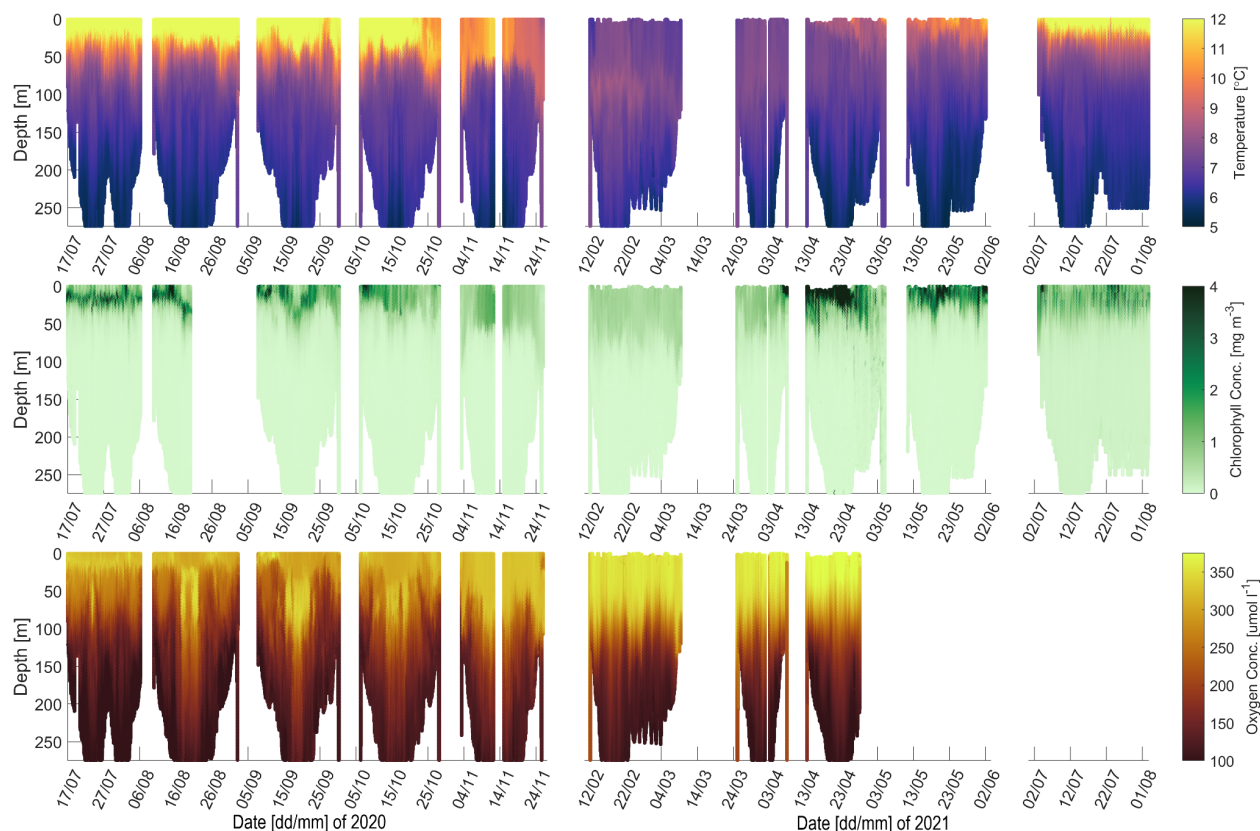 0
50
100
150
200
250
Depth [m]
17/07 27/07 06/08 16/08 26/08 05/09 15/09 25/09 05/10 15/10 25/10 04/11 14/11 24/11
12/02 22/02 04/03 14/03 24/03 03/04 13/04 23/04 03/05 13/05 23/05 02/06
02/07 12/07 22/07 01/08
12
11
10
9
8
7
6
5
Temperature [°C]
0
50
100
150
200
250
Depth [m]
17/07 27/07 06/08 16/08 26/08 05/09 15/09 25/09 05/10 15/10 25/10 04/11 14/11 24/11
12/02 22/02 04/03 14/03 24/03 03/04 13/04 23/04 03/05 13/05 23/05 02/06
02/07 12/07 22/07 01/08
4
3
2
1
0
Chlorophyll Conc. [mg m⁻³]
0
50
100
150
200
250
Depth [m]
17/07 27/07 06/08 16/08 26/08 05/09 15/09 25/09 05/10 15/10 25/10 04/11 14/11 24/11
12/02 22/02 04/03 14/03 24/03 03/04 13/04 23/04 03/05 13/05 23/05 02/06
02/07 12/07 22/07 01/08
350
300
250
200
150
100
Oxygen Conc. [umol l⁻¹]
Date [dd/mm] of 2020
Date [dd/mm] of 2021